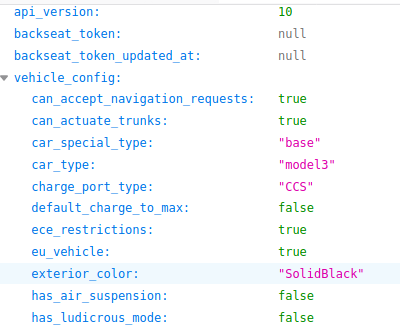 api_version: 10
backseat_token: null
backseat_token_updated_at: null
vehicle_config:
can_accept_navigation_requests: true
can_actuate_trunks: true
car_special_type: "base"
car_type: "model3"
charge_port_type: "CCS"
default_charge_to_max: false
ece_restrictions: true
eu_vehicle: true
exterior_color: "SolidBlack"
has_air_suspension: false
has_ludicrous_mode: false